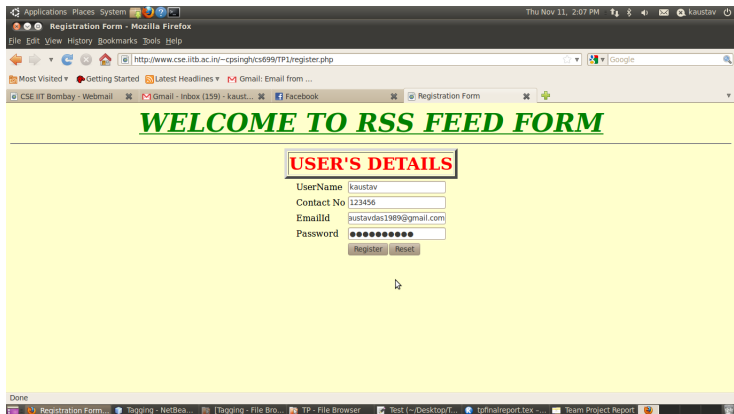 Applications Places System Thu Nov 11, 2:07 PM kaustav
Registration Form - Mozilla Firefox
File Edit View History Bookmarks Tools Help
http://www.cse.iitb.ac.in/~cpsingh/cs699/TP1/register.php Google
Most Visited Getting Started Latest Headlines Gmail: Email from ...
CSE IIT Bombay - Webmail Gmail - Inbox (159) - kaust... Facebook Registration Form
WELCOME TO RSS FEED FORM
USER'S DETAILS
UserName kaustav
Contact No 123456
EmailId austavdas1989@gmail.com
Password
Register Reset
Done
Registration Form... Tagging - NetBea... [Tagging - File Bro... TP - File Browser Test (~/Desktop/T... tpfinalreport.tex -... Team Project Report